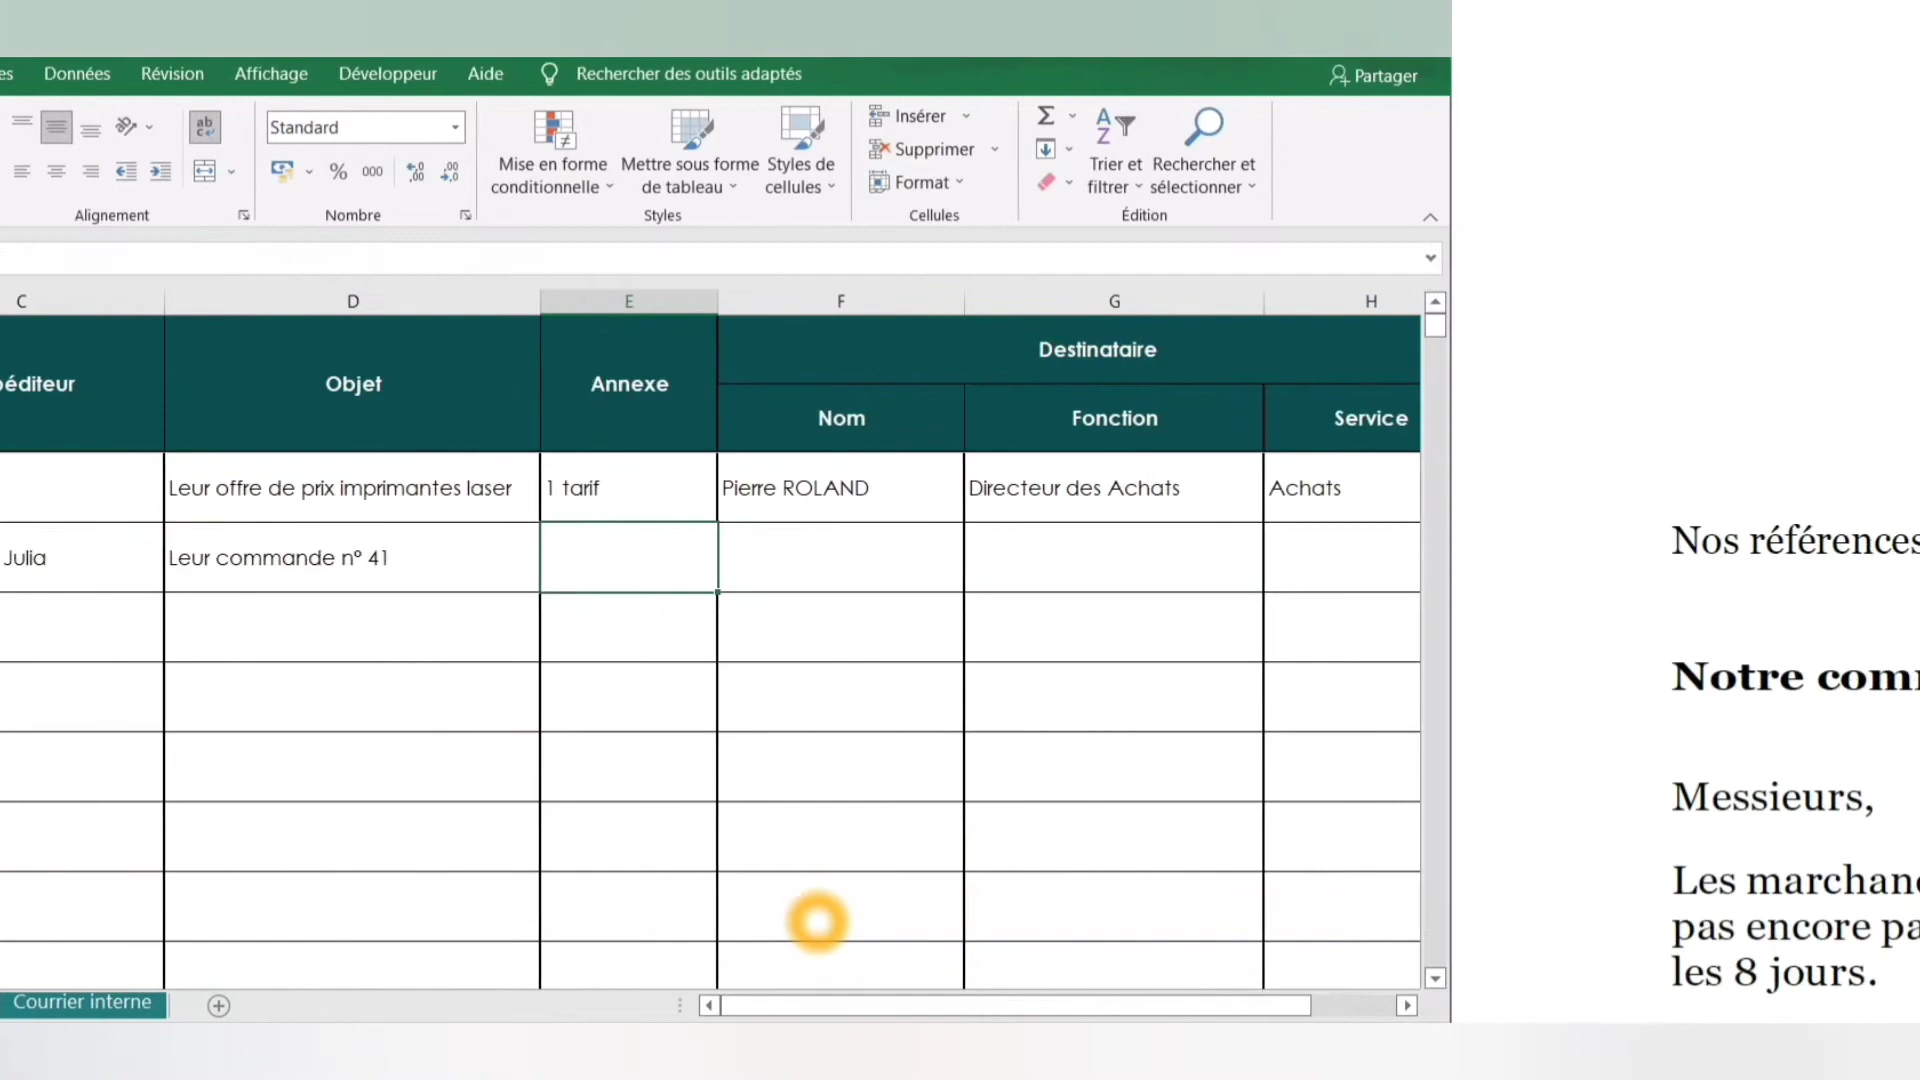 es Données Révision Affichage Développeur Aide Rechercher des outils adaptés Partager
ab
c
Standard
% 000 ,00 ,00
Mise en forme
conditionnelle
Mettre sous forme
de tableau
Styles de
cellules
Insérer
Supprimer
Format
Σ
A
Z
Trier et
filtrer
Rechercher et
sélectionner
Alignement Nombre Styles Cellules Édition
C D E F G H
péditeur Objet Annexe Destinataire
Nom Fonction Service
Leur offre de prix imprimantes laser 1 tarif Pierre ROLAND Directeur des Achats Achats
Julia Leur commande n° 41
Courrier interne
Nos références
Notre com
Messieurs,
Les marchan
pas encore pa
les 8 jours.